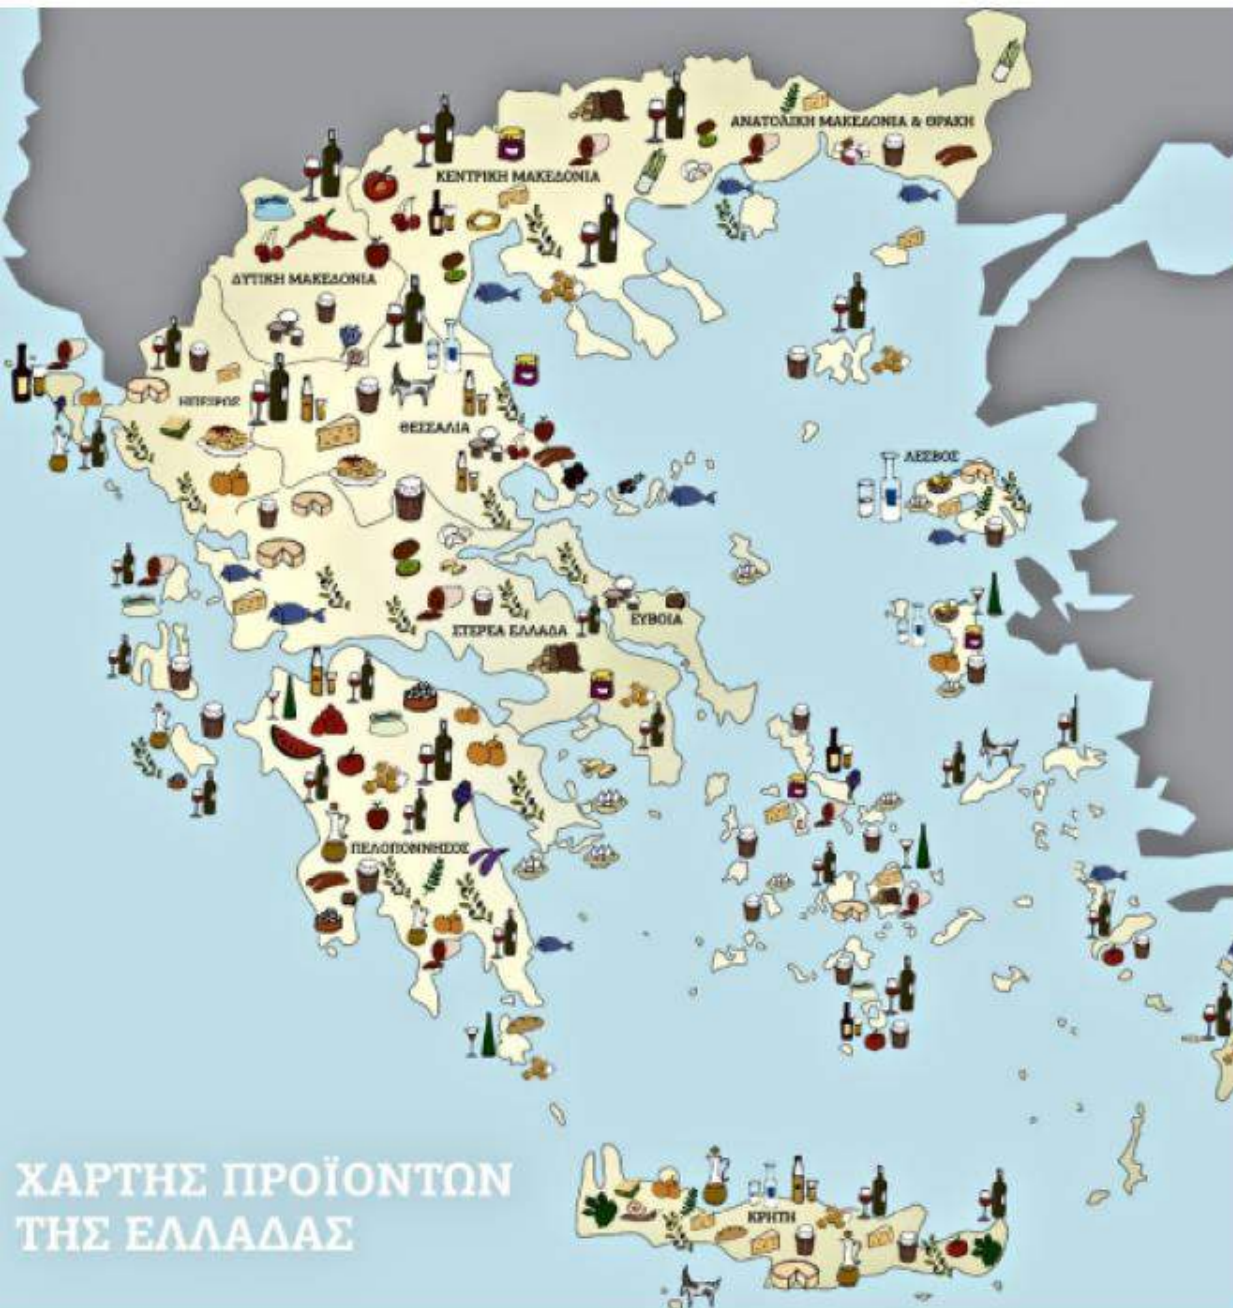 ΑΝΑΤΟΛΙΚΗ ΜΑΚΕΔΟΝΙΑ & ΘΡΑΚΗ
ΚΕΝΤΡΙΚΗ ΜΑΚΕΔΟΝΙΑ
ΔΥΤΙΚΗ ΜΑΚΕΔΟΝΙΑ
ΗΠΕΙΡΟΣ
ΘΕΣΣΑΛΙΑ
ΛΕΣΒΟΣ
ΣΤΕΡΕΑ ΕΛΛΑΔΑ
ΕΥΒΟΙΑ
ΠΕΛΟΠΟΝΝΗΣΟΣ
ΚΡΗΤΗ
ΧΑΡΤΗΣ ΠΡΟΪΟΝΤΩΝ
ΤΗΣ ΕΛΛΑΔΑΣ